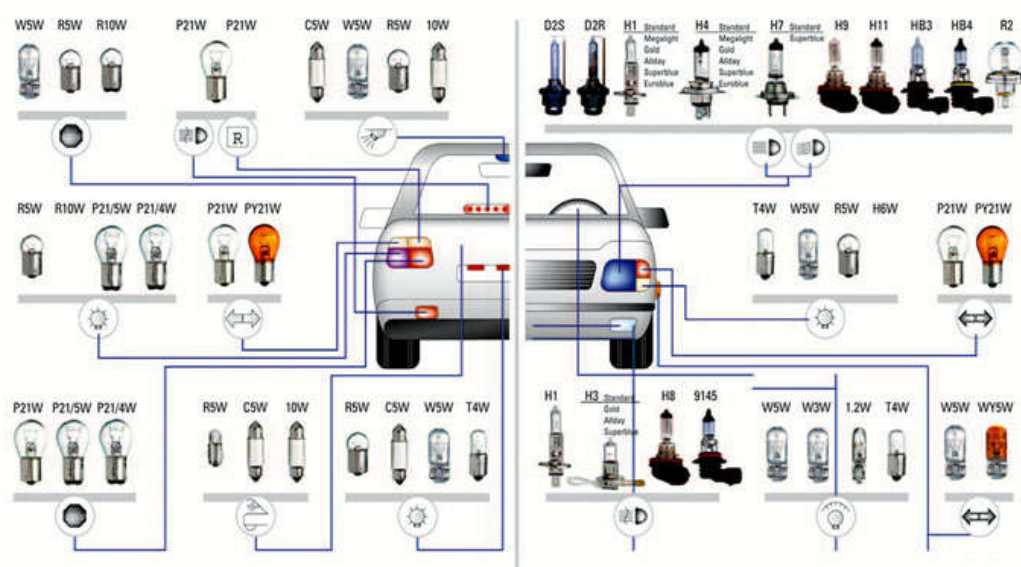 W5W R5W R10W
P21W P21W
C5W W5W R5W 10W
D2S D2R H1 Standard H4 Standard H7 Standard H9 H11 HB3 HB4 R2
Megalight Megalight Superblue
Gold Gold
Allday Allday
Superblue Superblue
Euroblue Euroblue
R
R5W R10W P21/5W P21/4W
P21W PY21W
T4W W5W R5W H6W
P21W PY21W
P21W P21/5W P21/4W
R5W C5W 10W
R5W C5W W5W T4W
H1 H3 Standard H8 9145
Gold
Allday
Superblue
W5W W3W 1.2W T4W
W5W WY5W